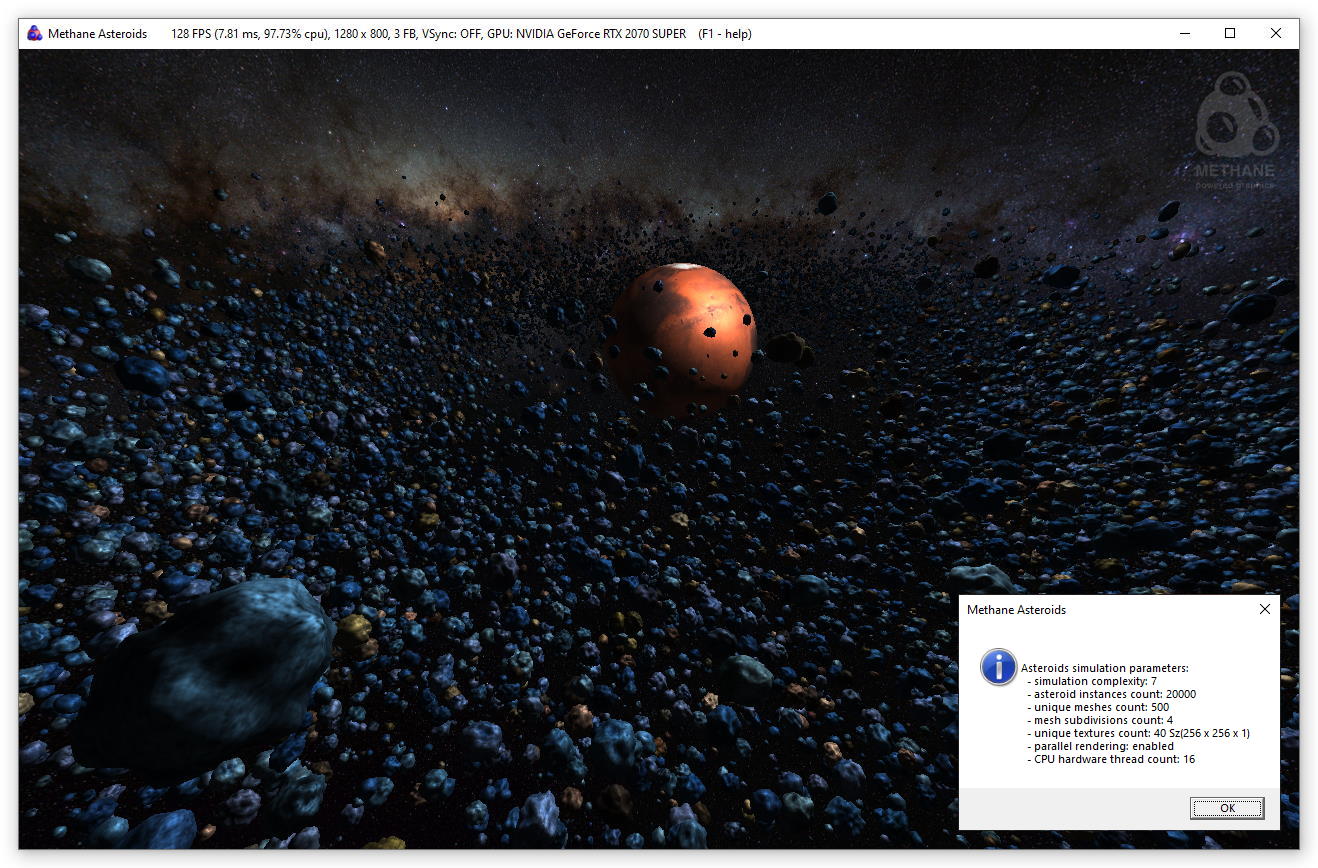 Methane Asteroids 128 FPS (7.81 ms, 97.73% cpu), 1280 x 800, 3 FB, VSync: OFF, GPU: NVIDIA GeForce RTX 2070 SUPER (F1 - help)
METHANE
powered graphics
Methane Asteroids
Asteroids simulation parameters:
- simulation complexity: 7
- asteroid instances count: 20000
- unique meshes count: 500
- mesh subdivisions count: 4
- unique textures count: 40 Sz(256 x 256 x 1)
- parallel rendering: enabled
- CPU hardware thread count: 16
OK